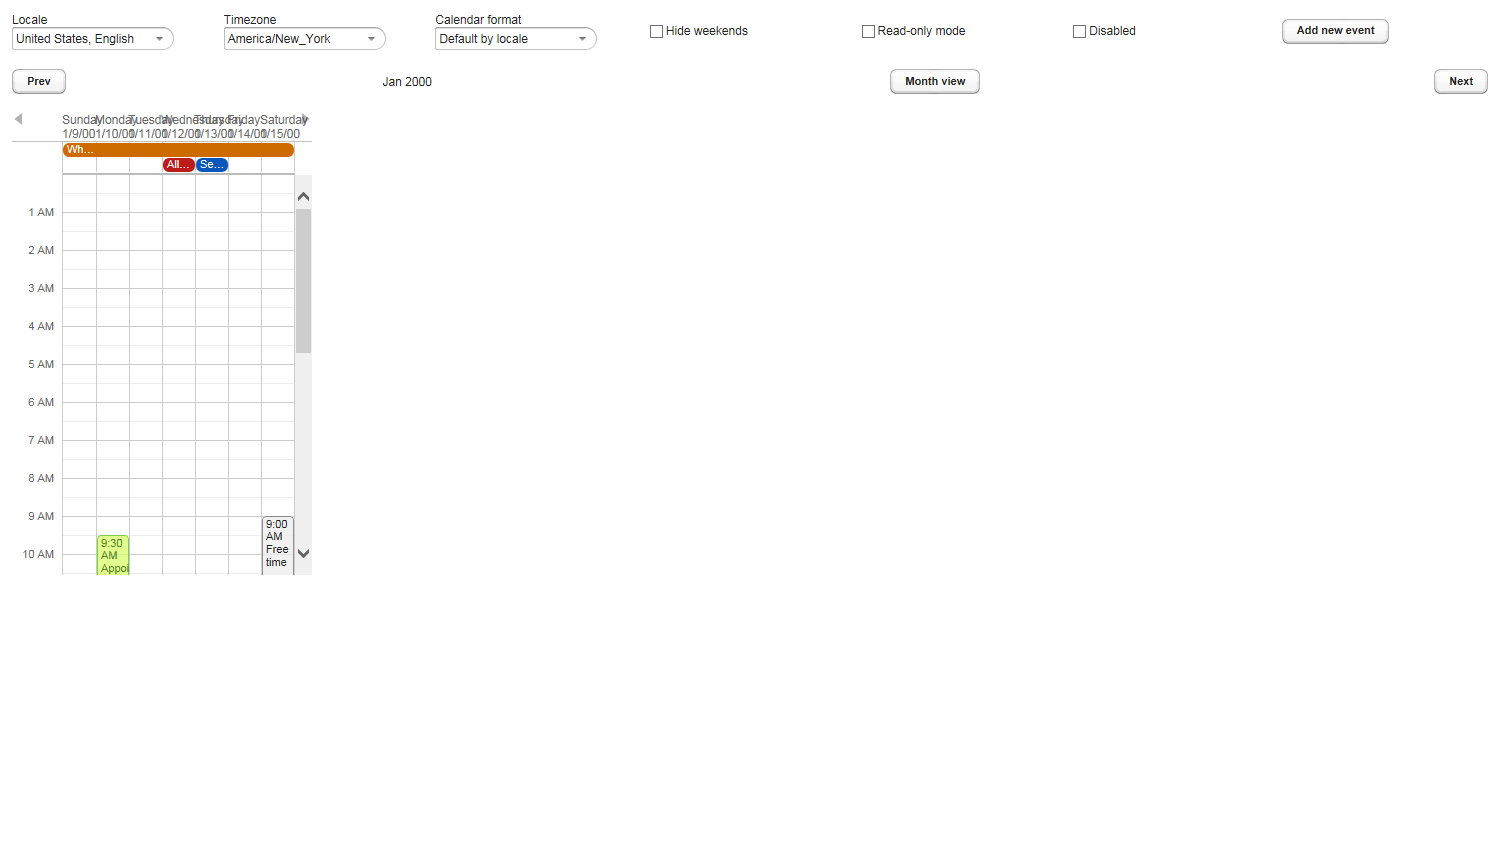 Locale
Timezone
Calendar format
United States, English
America/New_York
Default by locale
Hide weekends
Read-only mode
Disabled
Add new event
Prev
Jan 2000
Month view
Next
Sunday Monday Tuesday Wednesday Thursday Friday Saturday
1/9/00 1/10/00 1/11/00 1/12/00 1/13/00 1/14/00 1/15/00
Wh...
All... Se...
1 AM
2 AM
3 AM
4 AM
5 AM
6 AM
7 AM
8 AM
9 AM
10 AM
9:30
AM
Appoi
9:00
AM
Free
time